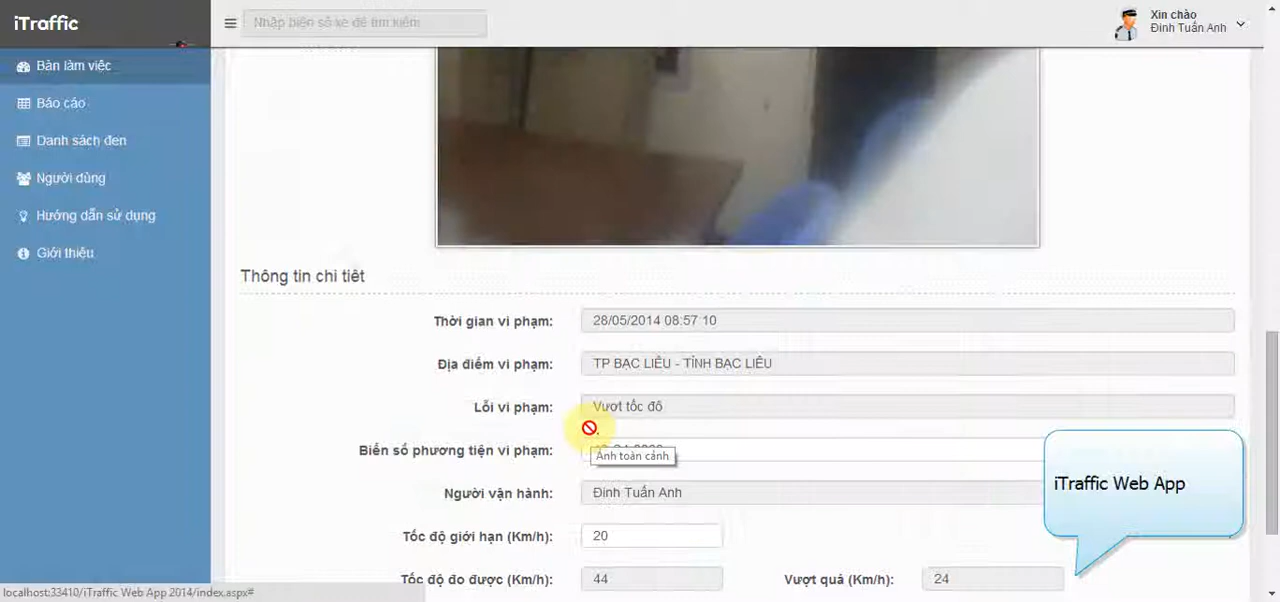 iTraffic
Nhập biển số xe để tìm kiếm
Xin chào
Đinh Tuấn Anh
Bàn làm việc
Báo cáo
Danh sách đen
Người dùng
Hướng dẫn sử dụng
Giới thiệu
Thông tin chi tiết
Thời gian vi phạm: 28/05/2014 08:57 10
Địa điểm vi phạm: TP BẠC LIÊU - TỈNH BẠC LIÊU
Lỗi vi phạm: Vượt tốc độ
Biển số phương tiện vi phạm:
Ảnh toàn cảnh
Người vận hành: Đinh Tuấn Anh
Tốc độ giới hạn (Km/h): 20
Tốc độ đo được (Km/h): 44 Vượt quá (Km/h): 24
iTraffic Web App
localhost:33410/iTraffic Web App 2014/index.aspx#